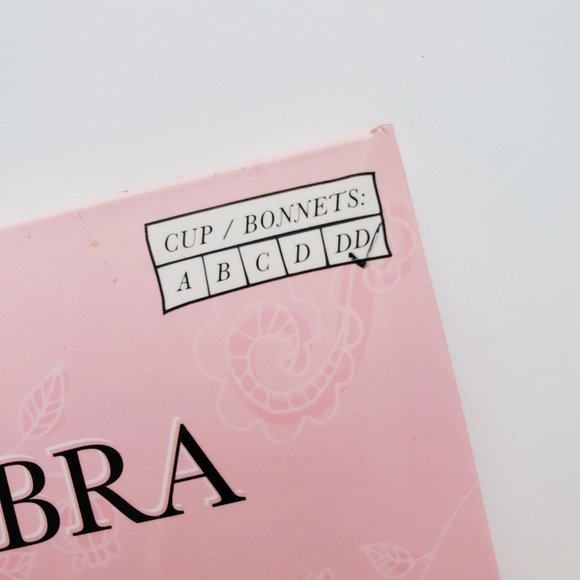 CUP / BONNETS:
A B C D DD
BRA